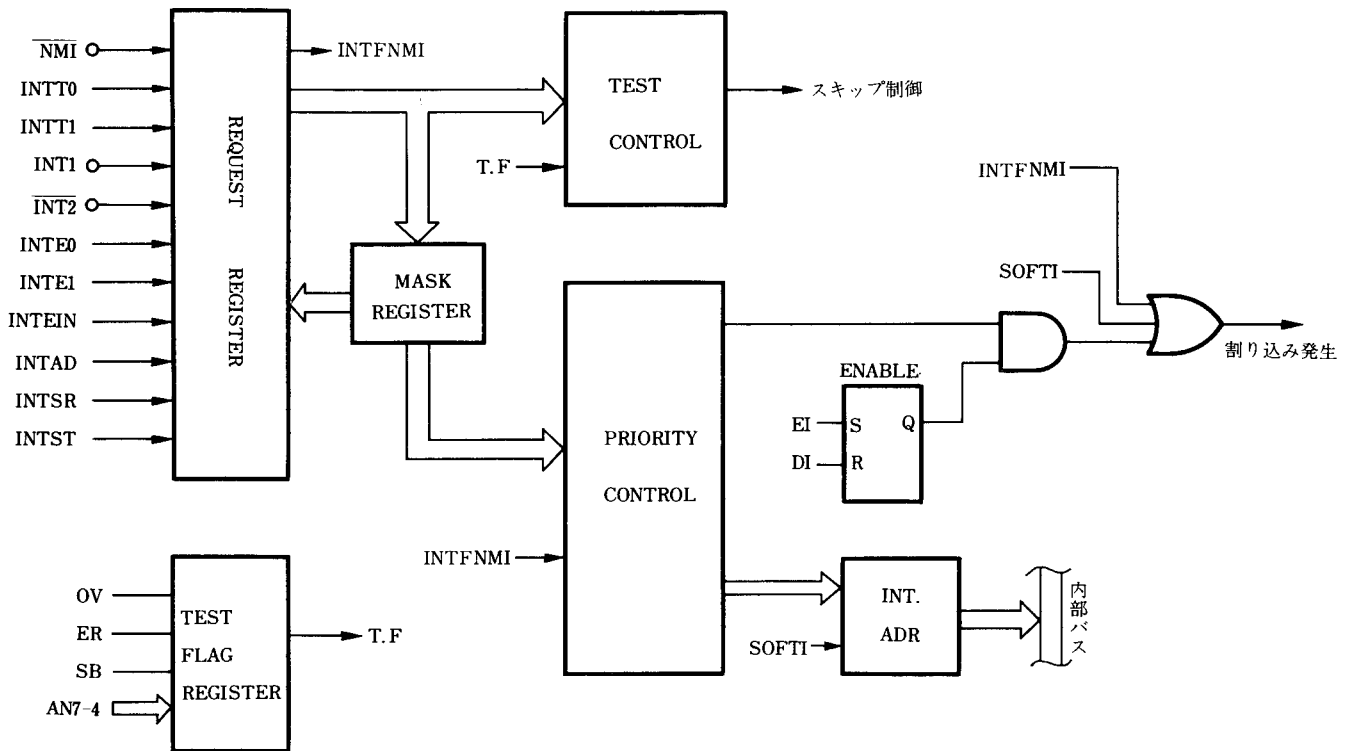 NMI
INTT0
INTT1
INT1
INT2
INTE0
INTE1
INTEIN
INTAD
INTSR
INTST
REQUEST REGISTER
INTFNMI
TEST
CONTROL
スキップ制御
T.F
MASK
REGISTER
INTFNMI
SOFTI
割り込み発生
ENABLE
EI
S
Q
DI
R
PRIORITY
CONTROL
INTFNMI
INT.
ADR
SOFTI
内部バス
OV
ER
SB
AN7-4
TEST
FLAG
REGISTER
T.F